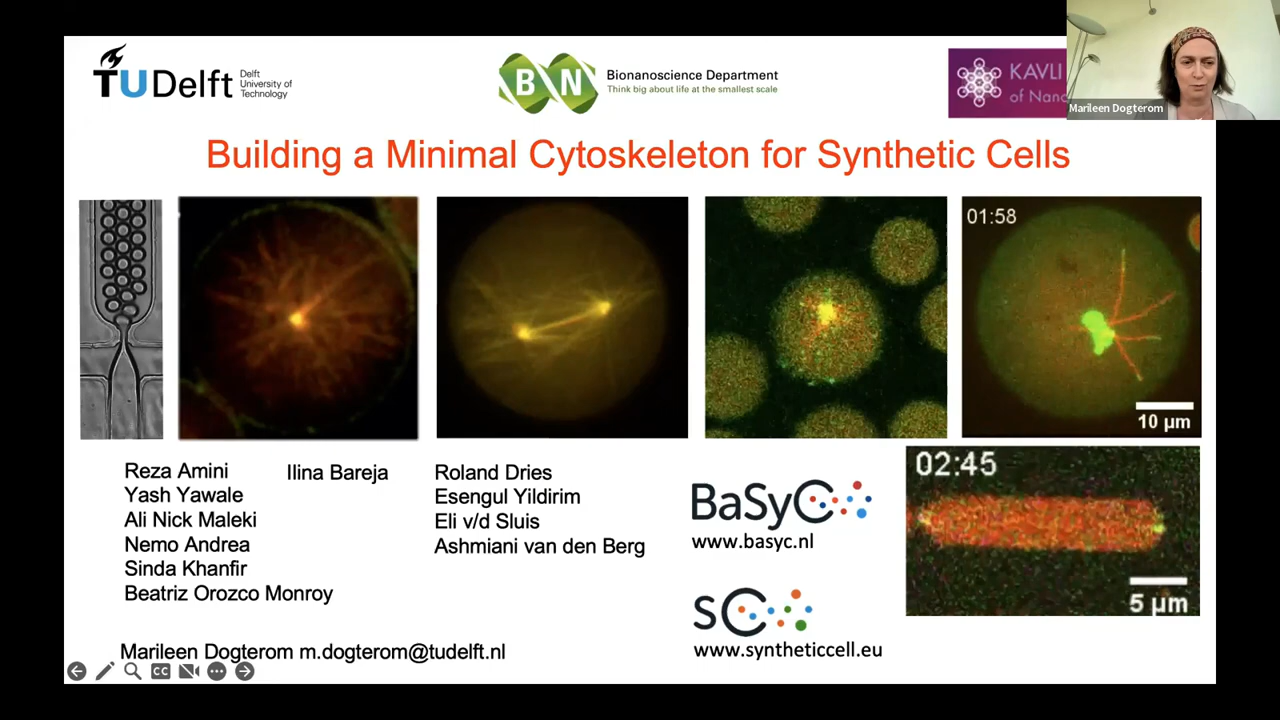 TUDelft
Delft
University of
Technology
BN
Bionanoscience Department
Think big about life at the smallest scale
KAVLI
of Nano
Marileen Dogterom
Building a Minimal Cytoskeleton for Synthetic Cells
01:58
10 µm
Reza Amini
Ilina Bareja
Yash Yawale
Ali Nick Maleki
Nemo Andrea
Sinda Khanfir
Beatriz Orozco Monroy
Roland Dries
Esengul Yildirim
Eli v/d Sluis
Ashmiani van den Berg
BaSyC
www.basyc.nl
sC
www.syntheticcell.eu
02:45
5 µm
Marileen Dogterom m.dogterom@tudelft.nl
CC